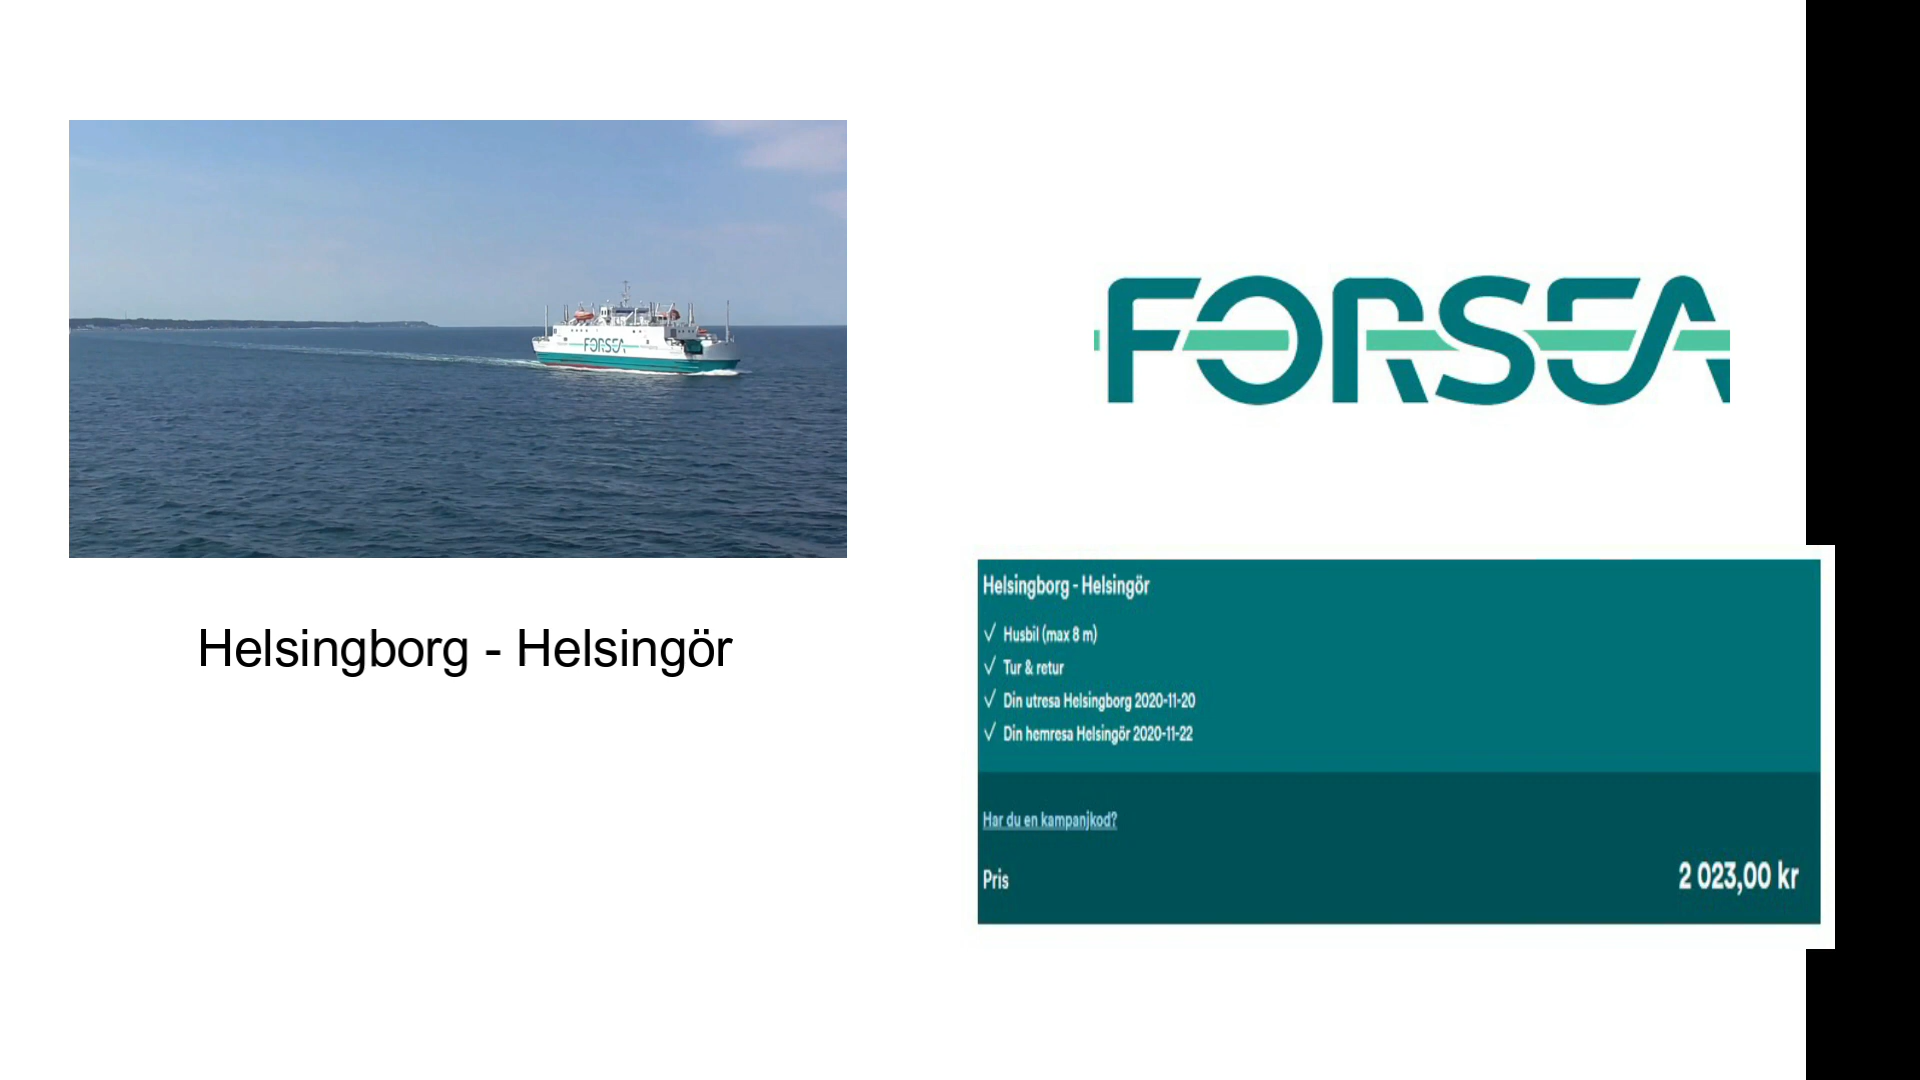 FORSEA
FORSEA
Helsingborg - Helsingör
Helsingborg - Helsingör
✓ Husbil (max 8 m)
✓ Tur & retur
✓ Din utresa Helsingborg 2020-11-20
✓ Din hemresa Helsingör 2020-11-22
Har du en kampanjkod?
Pris 2 023,00 kr